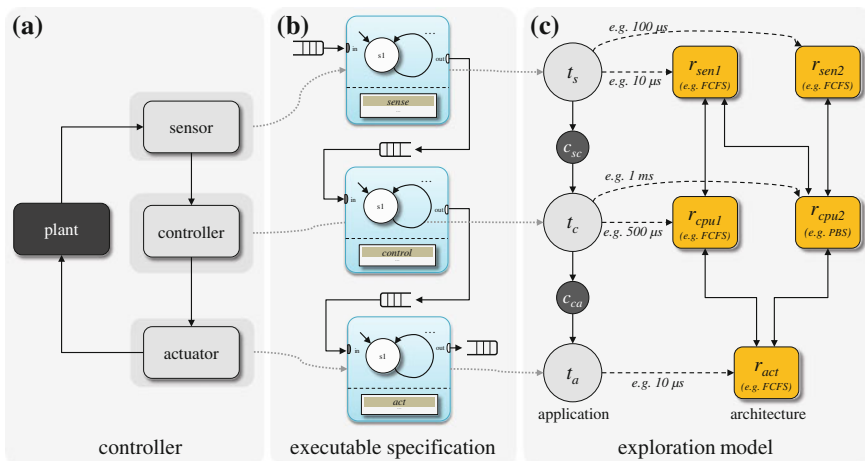 (a)
sensor
plant
controller
actuator
controller
(b)
in
s1
...
out
sense
...
in
s1
...
out
control
...
in
s1
...
out
act
...
executable specification
(c)
e.g. 100 μs
t_s
e.g. 10 μs
r_sen1
(e.g. FCFS)
r_sen2
(e.g. FCFS)
c_sc
e.g. 1 ms
t_c
e.g. 500 μs
r_cpu1
(e.g. FCFS)
r_cpu2
(e.g. PBS)
c_ca
t_a
e.g. 10 μs
r_act
(e.g. FCFS)
application
architecture
exploration model